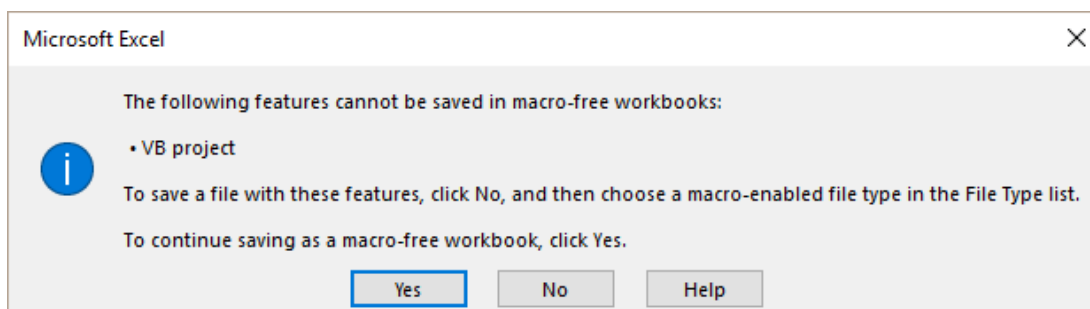 Microsoft Excel
The following features cannot be saved in macro-free workbooks:
• VB project
To save a file with these features, click No, and then choose a macro-enabled file type in the File Type list.
To continue saving as a macro-free workbook, click Yes.
Yes No Help